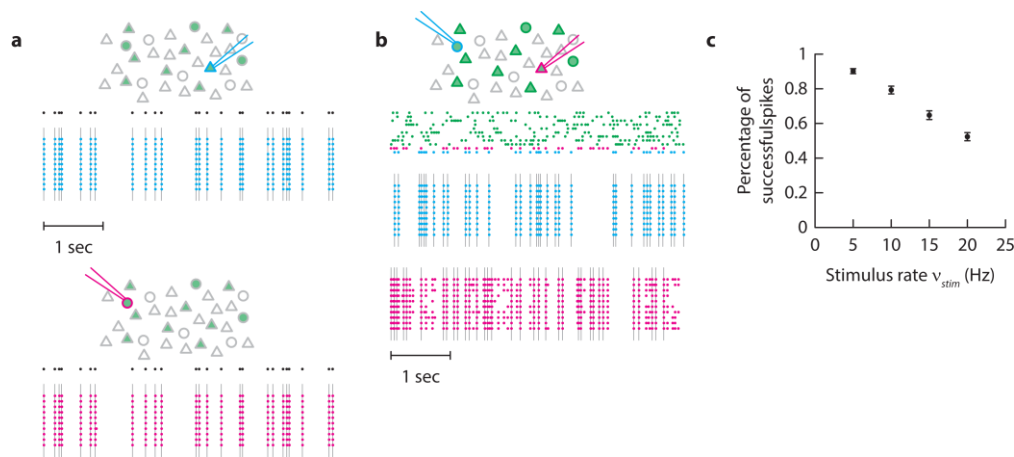 a
1 sec
b
1 sec
c
Percentage of
successfulspikes
1
0.8
0.6
0.4
0.2
0
0
5
10
15
20
25
Stimulus rate ν_stim (Hz)